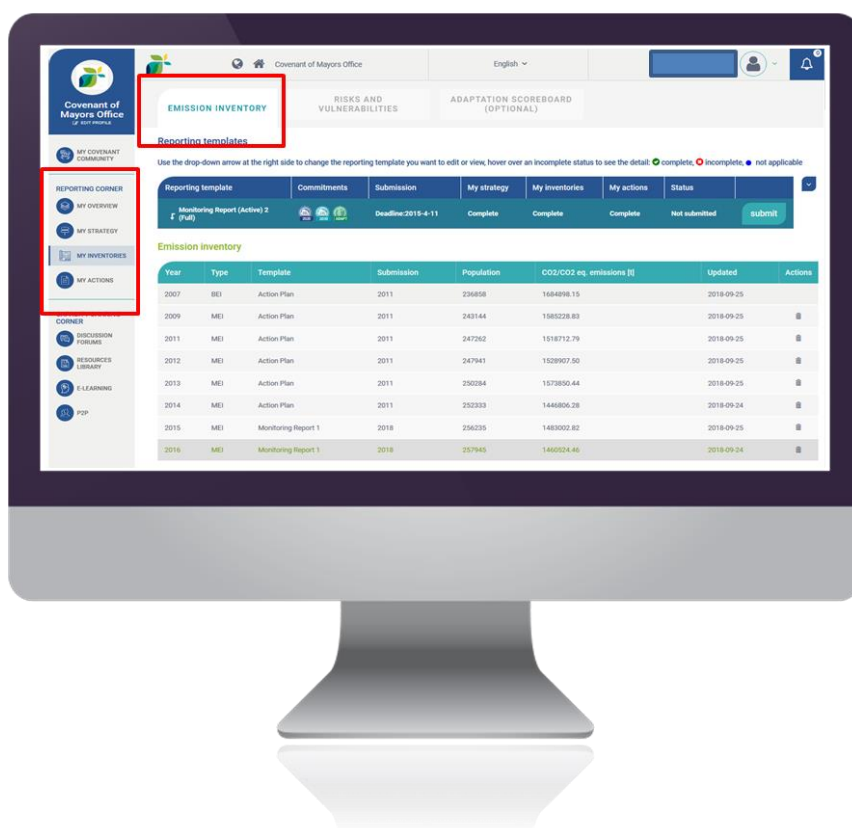 Covenant of Mayors Office
English
0
Covenant of
Mayors Office
EDIT PROFILE
MY COVENANT
COMMUNITY
REPORTING CORNER
MY OVERVIEW
MY STRATEGY
MY INVENTORIES
MY ACTIONS
CORNER
DISCUSSION
FORUMS
RESOURCES
LIBRARY
E-LEARNING
P2P
EMISSION INVENTORY
RISKS AND
VULNERABILITIES
ADAPTATION SCOREBOARD
(OPTIONAL)
Reporting templates
Use the drop-down arrow at the right side to change the reporting template you want to edit or view, hover over an incomplete status to see the detail: complete, incomplete, not applicable
Reporting template Commitments Submission My strategy My inventories My actions Status
Monitoring Report (Active) 2 (Full) Deadline:2015-4-11 Complete Complete Complete Not submitted submit
Emission inventory
Year Type Template Submission Population CO2/CO2 eq. emissions [t] Updated Actions
2007 BEI Action Plan 2011 236858 1684898.15 2018-09-25
2009 MEI Action Plan 2011 243144 1585228.83 2018-09-25
2011 MEI Action Plan 2011 247262 1518712.79 2018-09-25
2012 MEI Action Plan 2011 247941 1528907.50 2018-09-25
2013 MEI Action Plan 2011 250284 1573850.44 2018-09-25
2014 MEI Action Plan 2011 252333 1446806.28 2018-09-24
2015 MEI Monitoring Report 1 2018 256235 1483002.82 2018-09-25
2016 MEI Monitoring Report 1 2018 257945 1460524.46 2018-09-24